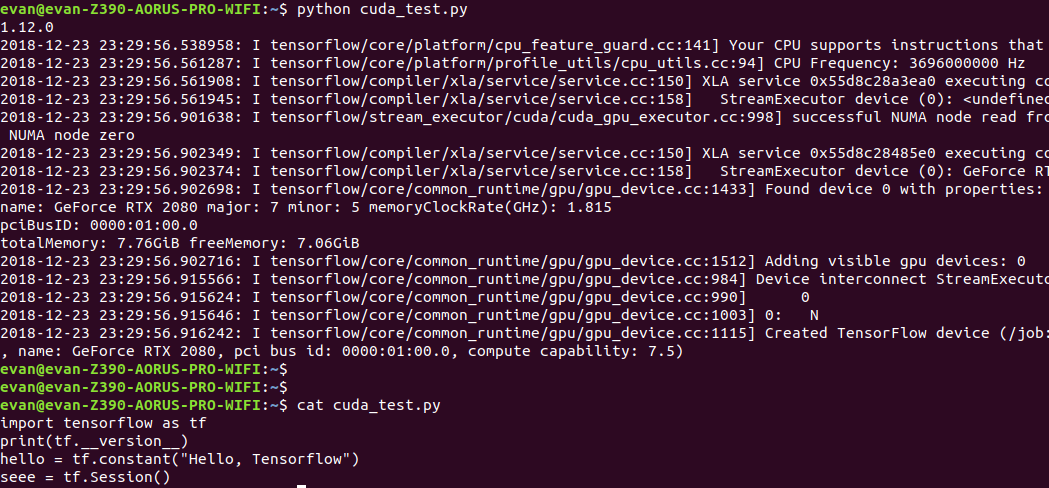 evan@evan-Z390-AORUS-PRO-WIFI:~$ python cuda_test.py
1.12.0
2018-12-23 23:29:56.538958: I tensorflow/core/platform/cpu_feature_guard.cc:141] Your CPU supports instructions that
2018-12-23 23:29:56.561287: I tensorflow/core/platform/profile_utils/cpu_utils.cc:94] CPU Frequency: 3696000000 Hz
2018-12-23 23:29:56.561908: I tensorflow/compiler/xla/service/service.cc:150] XLA service 0x55d8c28a3ea0 executing co
2018-12-23 23:29:56.561945: I tensorflow/compiler/xla/service/service.cc:158]   StreamExecutor device (0): <undefined
2018-12-23 23:29:56.901638: I tensorflow/stream_executor/cuda/cuda_gpu_executor.cc:998] successful NUMA node read fro
 NUMA node zero
2018-12-23 23:29:56.902349: I tensorflow/compiler/xla/service/service.cc:150] XLA service 0x55d8c28485e0 executing co
2018-12-23 23:29:56.902374: I tensorflow/compiler/xla/service/service.cc:158]   StreamExecutor device (0): GeForce RT
2018-12-23 23:29:56.902698: I tensorflow/core/common_runtime/gpu/gpu_device.cc:1433] Found device 0 with properties:
name: GeForce RTX 2080 major: 7 minor: 5 memoryClockRate(GHz): 1.815
pciBusID: 0000:01:00.0
totalMemory: 7.76GiB freeMemory: 7.06GiB
2018-12-23 23:29:56.902716: I tensorflow/core/common_runtime/gpu/gpu_device.cc:1512] Adding visible gpu devices: 0
2018-12-23 23:29:56.915566: I tensorflow/core/common_runtime/gpu/gpu_device.cc:984] Device interconnect StreamExecuto
2018-12-23 23:29:56.915624: I tensorflow/core/common_runtime/gpu/gpu_device.cc:990]      0
2018-12-23 23:29:56.915646: I tensorflow/core/common_runtime/gpu/gpu_device.cc:1003] 0:   N
2018-12-23 23:29:56.916242: I tensorflow/core/common_runtime/gpu/gpu_device.cc:1115] Created TensorFlow device (/job:
, name: GeForce RTX 2080, pci bus id: 0000:01:00.0, compute capability: 7.5)
evan@evan-Z390-AORUS-PRO-WIFI:~$
evan@evan-Z390-AORUS-PRO-WIFI:~$
evan@evan-Z390-AORUS-PRO-WIFI:~$ cat cuda_test.py
import tensorflow as tf
print(tf.__version__)
hello = tf.constant("Hello, Tensorflow")
seee = tf.Session()